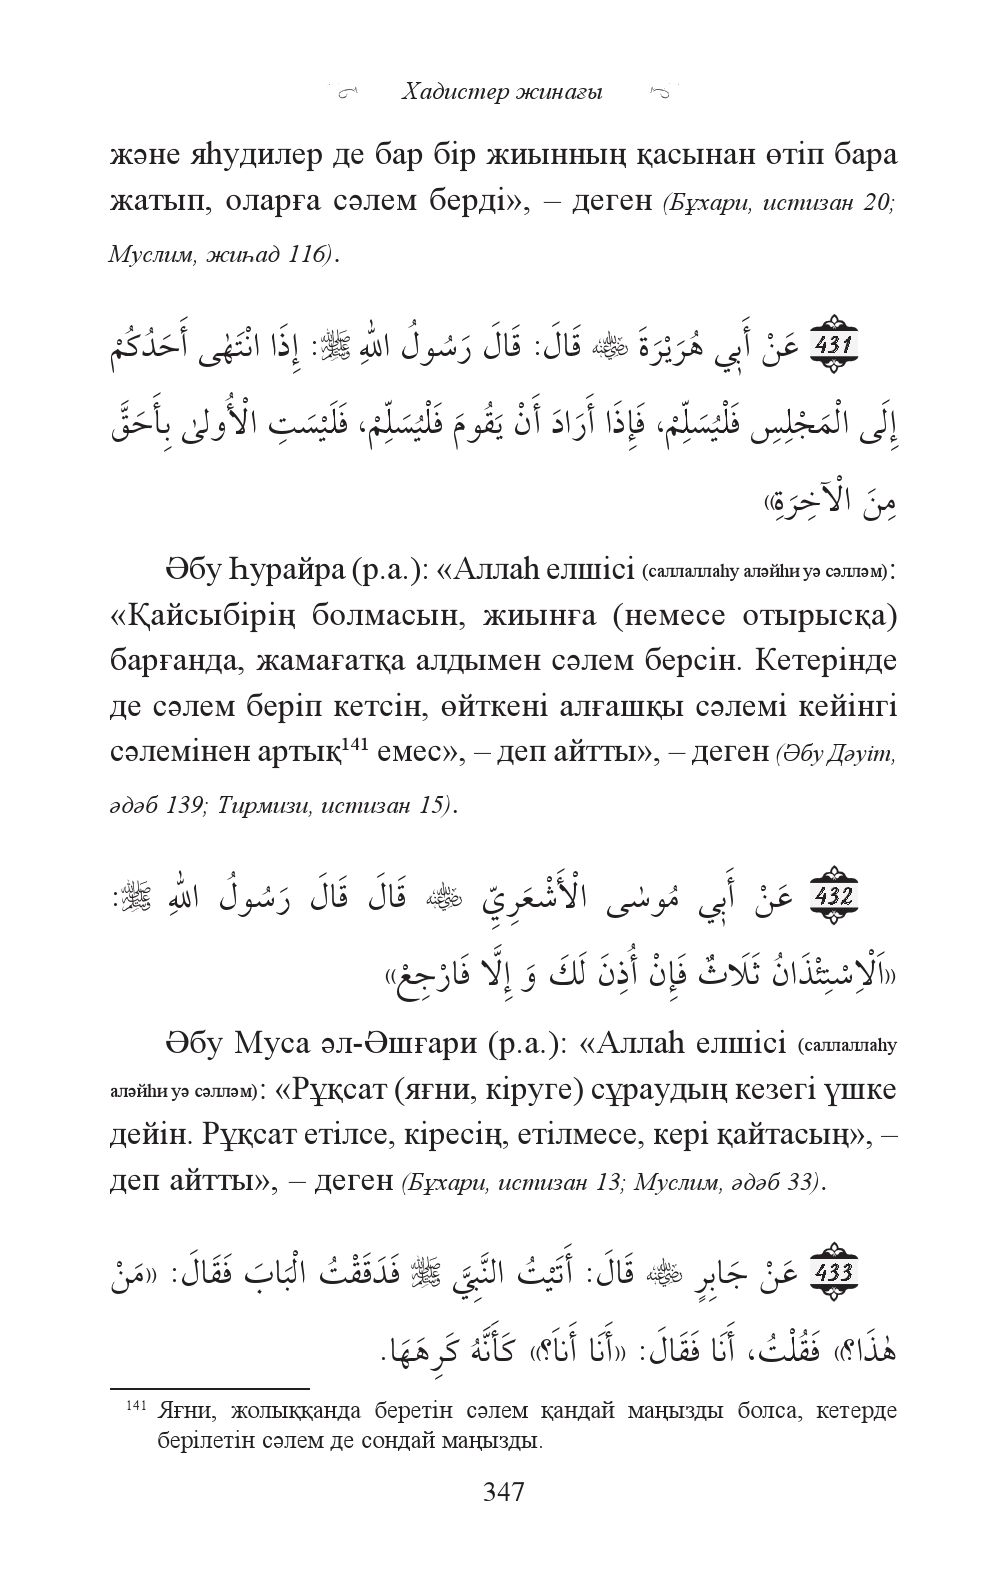 Хадистер жинағы
және яһудилер де бар бір жиынның қасынан өтіп бара
жатып, оларға сәлем берді», – деген (Бұхари, истизан 20;
Муслим, жиһад 116).
431 عَنْ أَبِي هُرَيْرَةَ ﵁ قَالَ: قَالَ رَسُولُ اللهِ ﷺ: إِذَا انْتَهٰى أَحَدُكُمْ
إِلَى الْمَجْلِسِ فَلْيُسَلِّمْ، فَإِذَا أَرَادَ أَنْ يَقُومَ فَلْيُسَلِّمْ، فَلَيْسَتِ الْأُولىٰ بِأَحَقَّ
مِنَ الْآخِرَةِ»
Әбу Һурайра (р.а.): «Аллаһ елшісі (саллаллаһу аләйһи уә сәлләм):
«Қайсыбірің болмасын, жиынға (немесе отырысқа)
барғанда, жамағатқа алдымен сәлем берсін. Кетерінде
де сәлем беріп кетсін, өйткені алғашқы сәлемі кейінгі
сәлемінен артық¹⁴¹ емес», – деп айтты», – деген (Әбу Дәуіт,
әдәб 139; Тирмизи, истизан 15).
432 عَنْ أَبِي مُوسٰى الْأَشْعَرِيِّ ﵁ قَالَ قَالَ رَسُولُ اللهِ ﷺ:
«اَلْاِسْتِئْذَانُ ثَلَاثٌ فَإِنْ أُذِنَ لَكَ وَ إِلَّا فَارْجِعْ»
Әбу Муса әл-Әшғари (р.а.): «Аллаһ елшісі (саллаллаһу
аләйһи уә сәлләм): «Рұқсат (яғни, кіруге) сұраудың кезегі үшке
дейін. Рұқсат етілсе, кіресің, етілмесе, кері қайтасың», –
деп айтты», – деген (Бұхари, истизан 13; Муслим, әдәб 33).
433 عَنْ جَابِرٍ ﵁ قَالَ: أَتَيْتُ النَّبِيَّ ﷺ فَدَقَقْتُ الْبَابَ فَقَالَ: «مَنْ
هٰذَا؟» فَقُلْتُ، أَنَا فَقَالَ: «أَنَا أَنَا؟» كَأَنَّهُ كَرِهَهَا.
¹⁴¹ Яғни, жолыққанда беретін сәлем қандай маңызды болса, кетерде
берілетін сәлем де сондай маңызды.
347